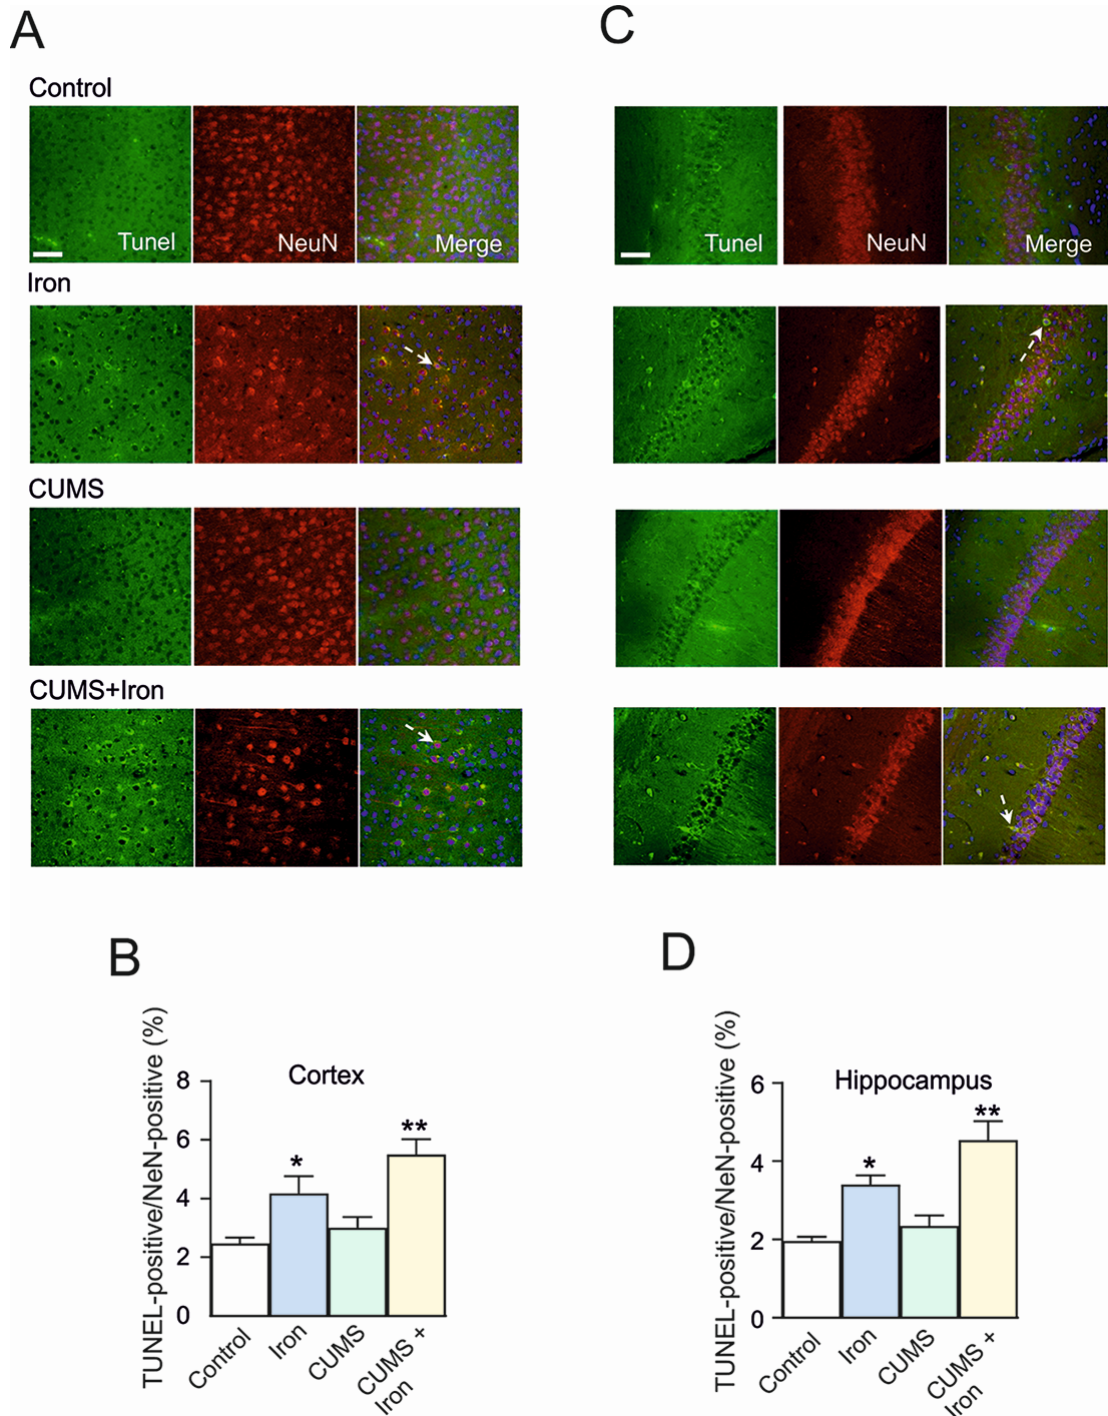 A
C
Control
Tunel
NeuN
Merge
Tunel
NeuN
Merge
Iron
CUMS
CUMS+Iron
B
D
TUNEL-positive/NeN-positive (%)
Cortex
8
6
4
2
0
*
**
Control
Iron
CUMS
CUMS +
Iron
TUNEL-positive/NeN-positive (%)
Hippocampus
6
4
2
0
*
**
Control
Iron
CUMS
CUMS +
Iron